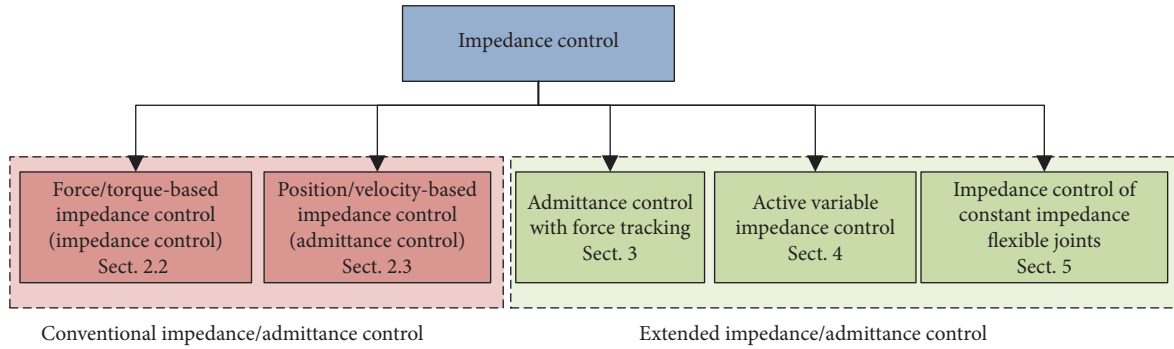 Impedance control
Force/torque-based
impedance control
(impedance control)
Sect. 2.2
Position/velocity-based
impedance control
(admittance control)
Sect. 2.3
Admittance control
with force tracking
Sect. 3
Active variable
impedance control
Sect. 4
Impedance control of
constant impedance
flexible joints
Sect. 5
Conventional impedance/admittance control
Extended impedance/admittance control